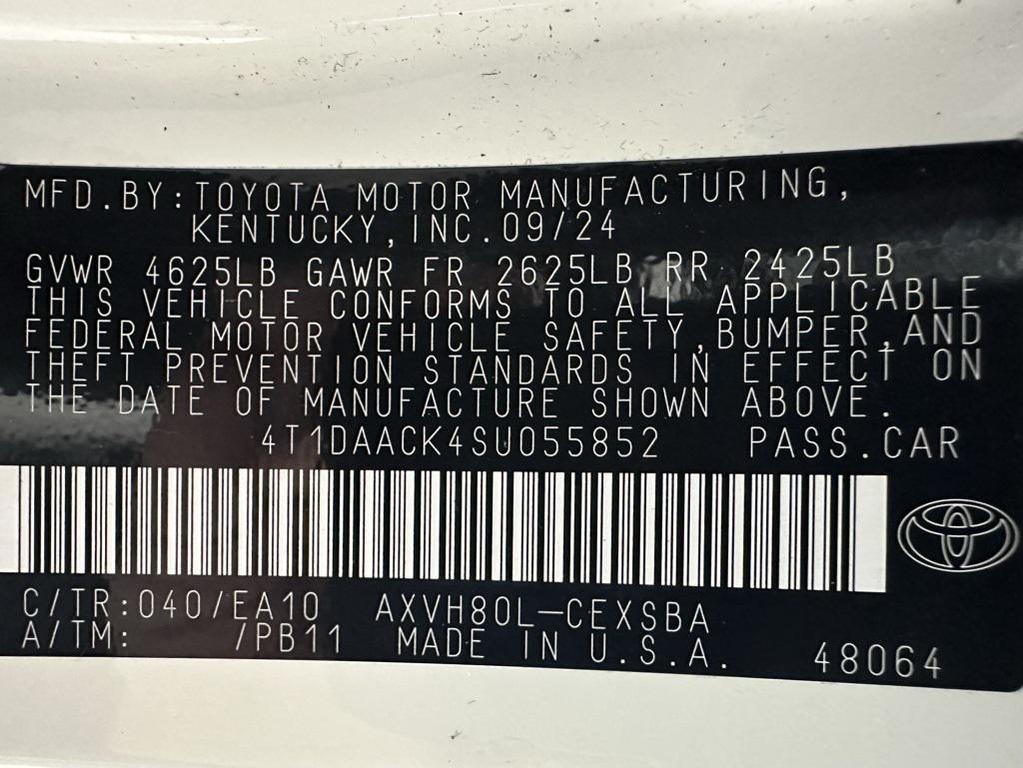 MFD.BY:TOYOTA MOTOR MANUFACTURING,
KENTUCKY,INC.09/24
GVWR 4625LB GAWR FR 2625LB RR 2425LB
THIS VEHICLE CONFORMS TO ALL APPLICABLE
FEDERAL MOTOR VEHICLE SAFETY,BUMPER,AND
THEFT PREVENTION STANDARDS IN EFFECT ON
THE DATE OF MANUFACTURE SHOWN ABOVE.
4T1DAACK4SU055852 PASS.CAR
C/TR:040/EA10 AXVH80L-CEXSBA
A/TM: /PB11 MADE IN U.S.A. 48064